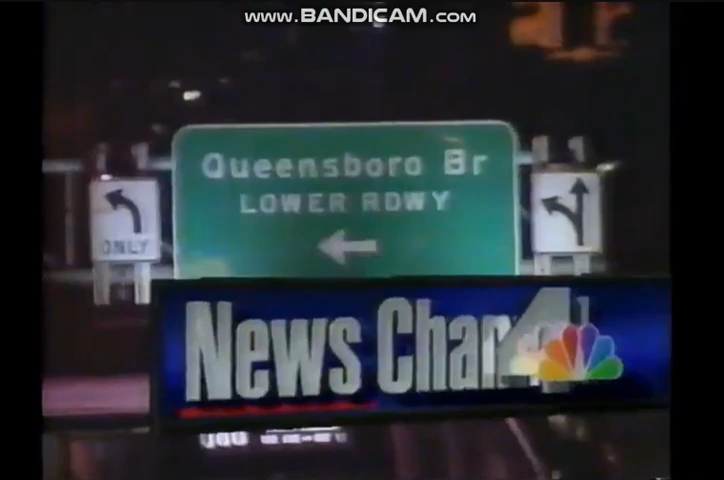 WWW.BANDICAM.COM
Queensboro Br
LOWER RDWY
ONLY
News Chan 4